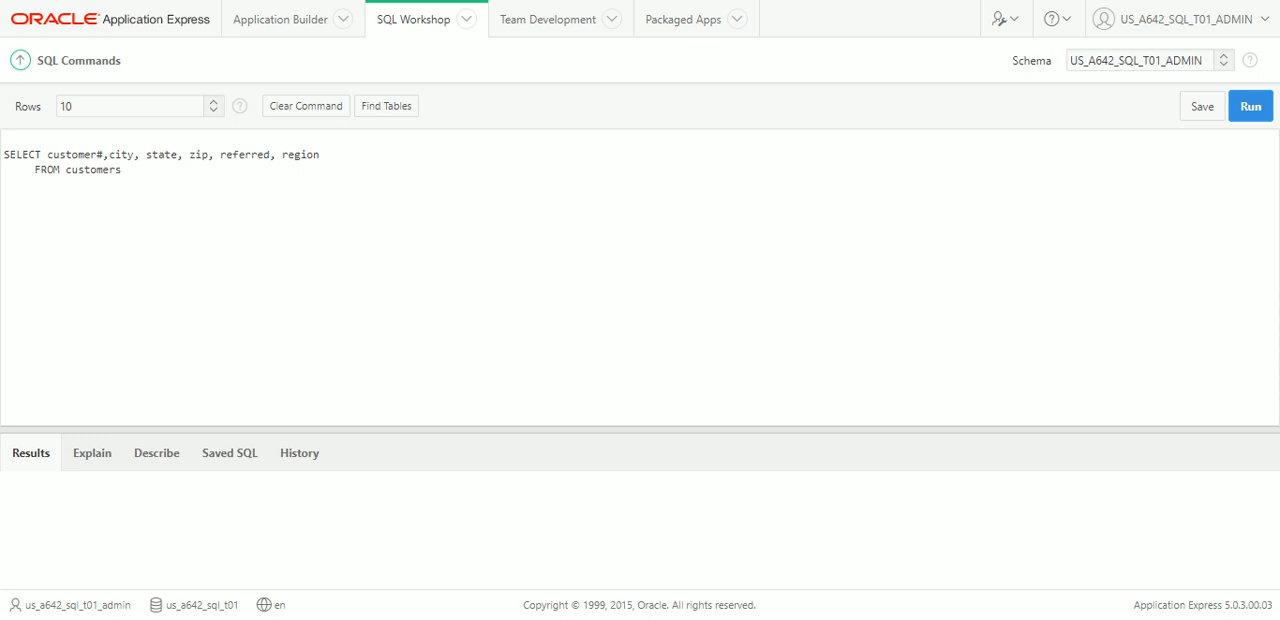 ORACLE Application Express Application Builder SQL Workshop Team Development Packaged Apps US_A642_SQL_T01_ADMIN
SQL Commands Schema US_A642_SQL_T01_ADMIN
Rows 10 Clear Command Find Tables Save Run
SELECT customer#,city, state, zip, referred, region
FROM customers
Results Explain Describe Saved SQL History
us_a642_sql_t01_admin us_a642_sql_t01 en Copyright © 1999, 2015, Oracle. All rights reserved. Application Express 5.0.3.00.03